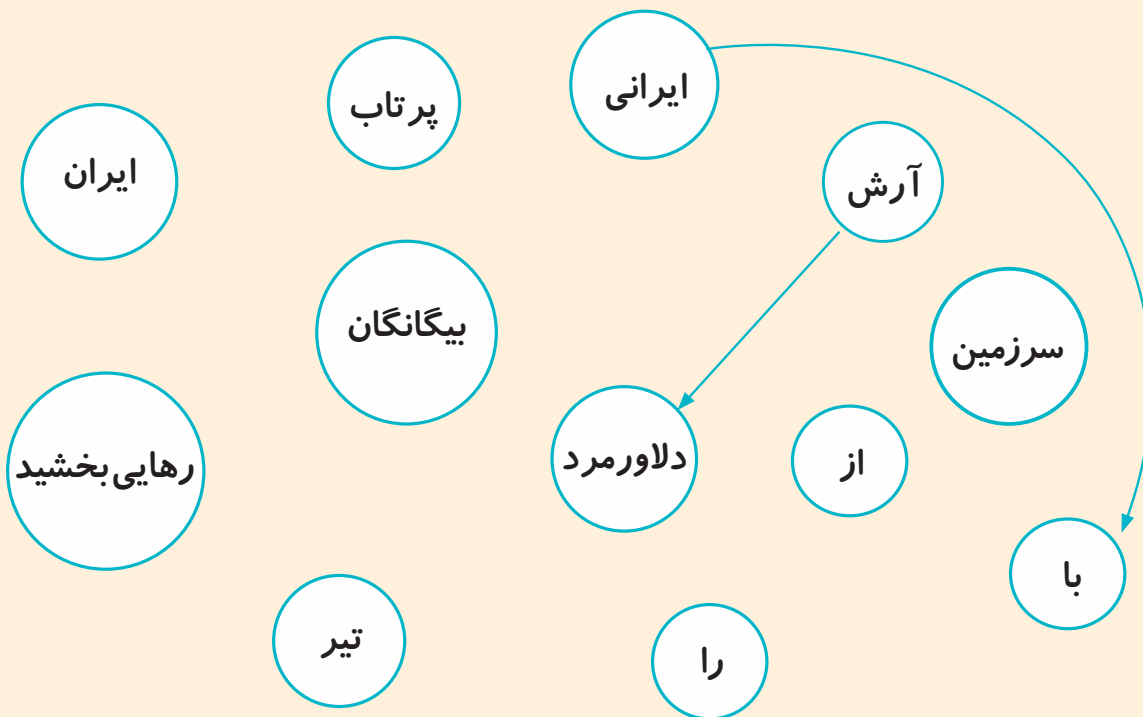 ایرانی
پرتاب
آرش
ایران
بیگانگان
سرزمین
دلاورمرد
از
رهایی‌بخشید
با
تیر
را